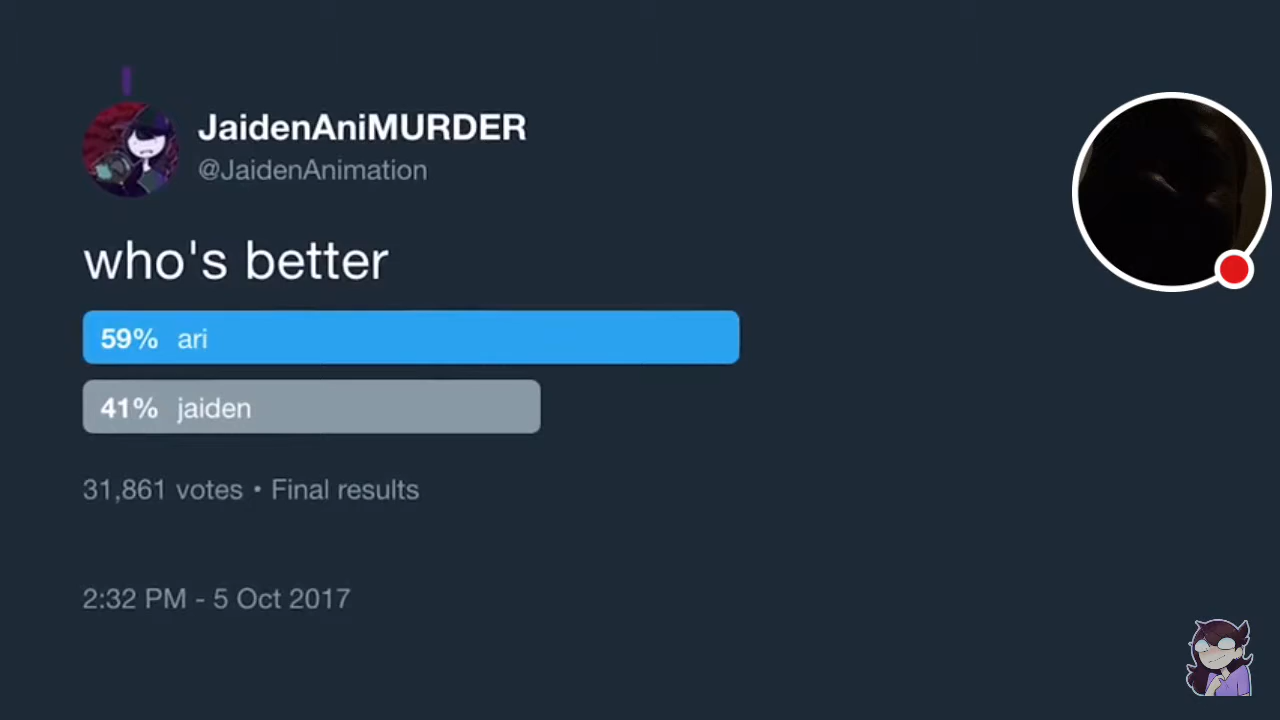 JaidenAniMURDER
@JaidenAnimation
who's better
59% ari
41% jaiden
31,861 votes • Final results
2:32 PM - 5 Oct 2017